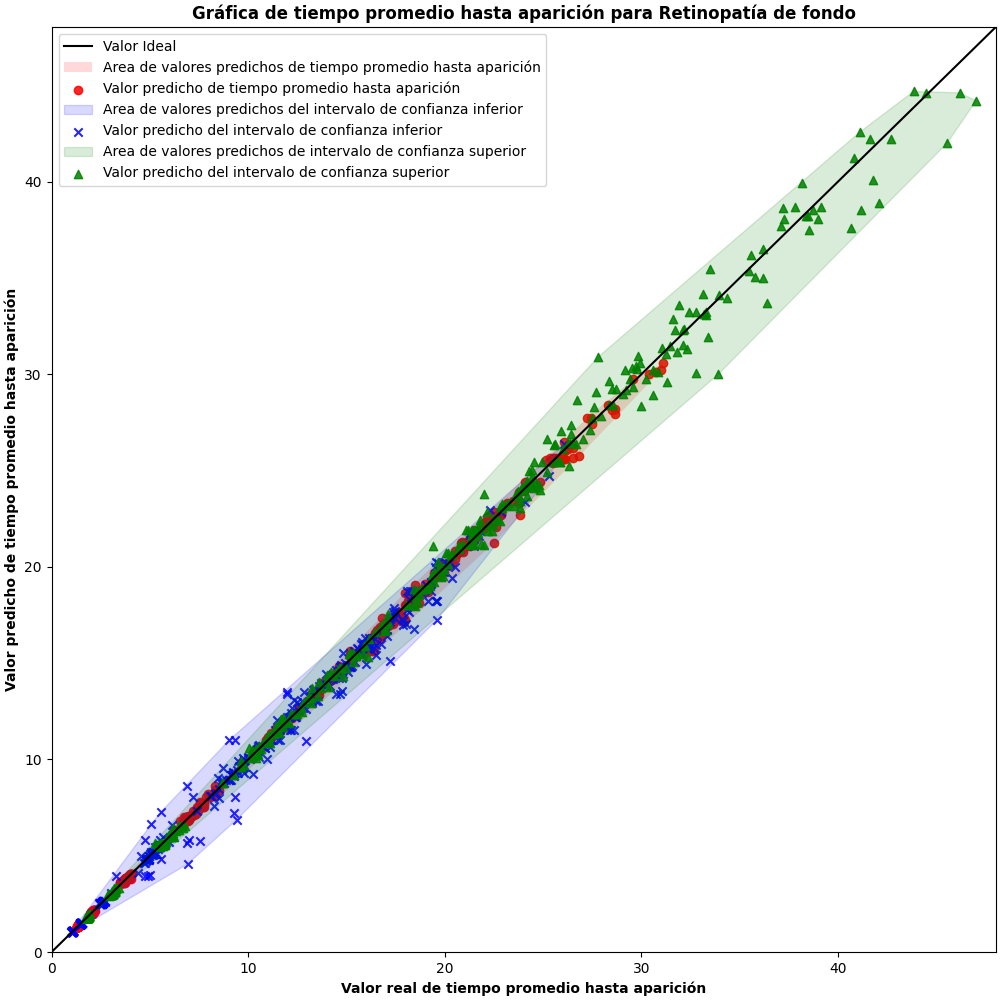 Gráfica de tiempo promedio hasta aparición para Retinopatía de fondo
Valor Ideal
Area de valores predichos de tiempo promedio hasta aparición
Valor predicho de tiempo promedio hasta aparición
Area de valores predichos del intervalo de confianza inferior
Valor predicho del intervalo de confianza inferior
Area de valores predichos de intervalo de confianza superior
Valor predicho del intervalo de confianza superior
Valor predicho de tiempo promedio hasta aparición
40
30
20
10
0
0 10 20 30 40
Valor real de tiempo promedio hasta aparición